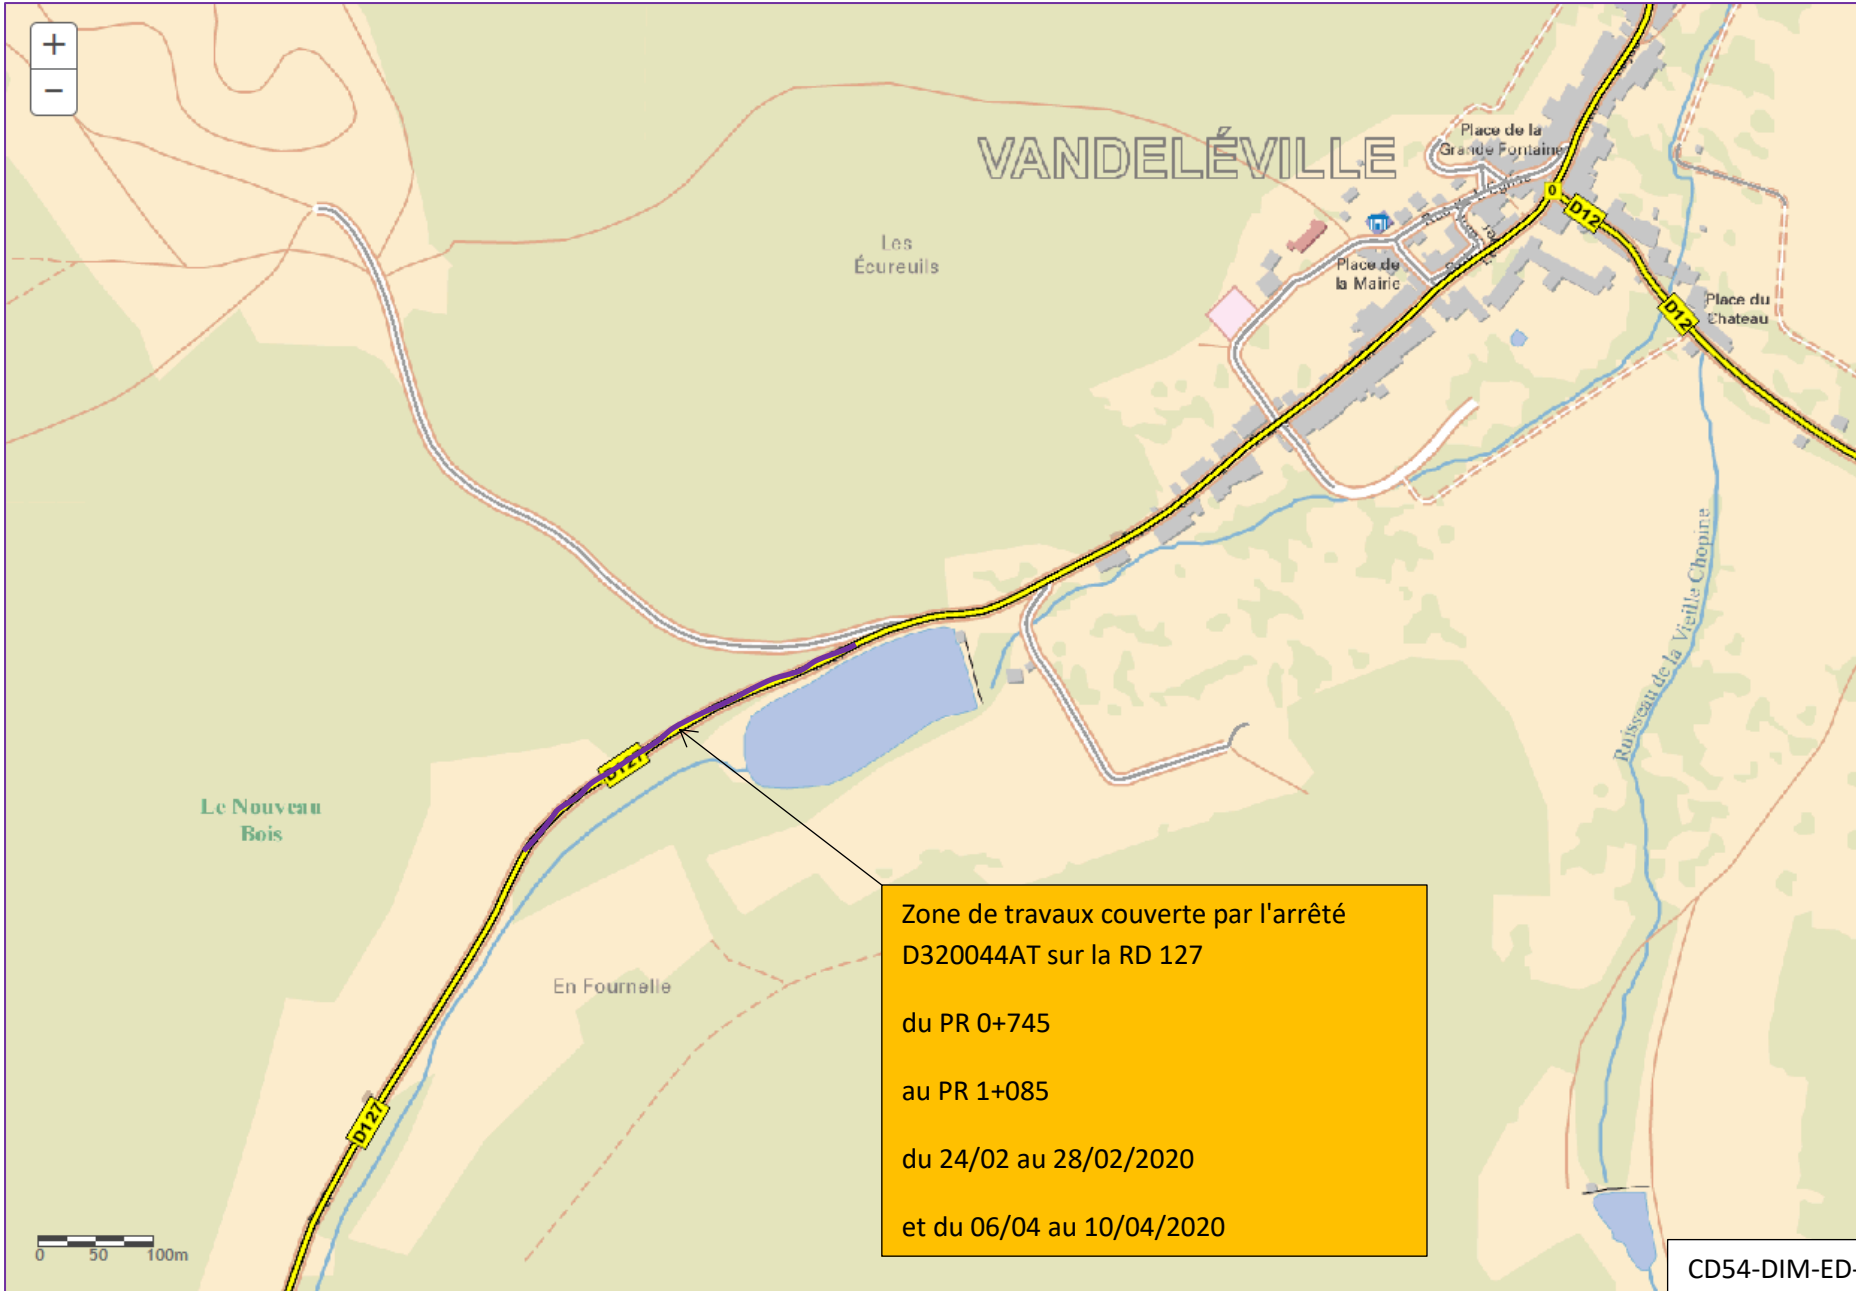 +
−
VANDELÉVILLE
Place de la
Grande Fontaine
0
D12
Les
Écureuils
Place de
la Mairie
D12
Place du
Chateau
Ruisseau de la Vieille Chopine
D127
Le Nouveau
Bois
En Fournelle
D127
Zone de travaux couverte par l'arrêté
D320044AT sur la RD 127
du PR 0+745
au PR 1+085
du 24/02 au 28/02/2020
et du 06/04 au 10/04/2020
0 50 100m
CD54-DIM-ED-